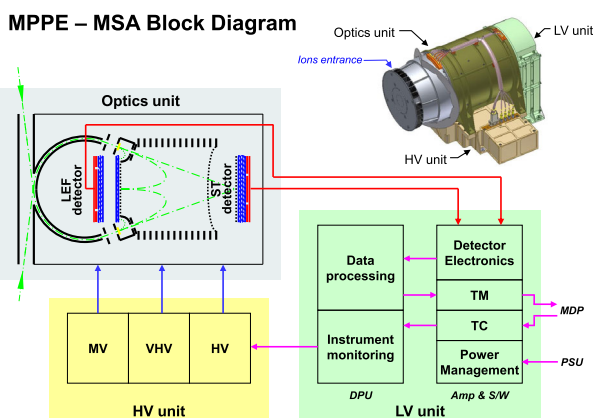 MPPE – MSA Block Diagram
Optics unit
LV unit
Ions entrance
HV unit
Optics unit
LEF
detector
ST
detector
Data
processing
Detector
Electronics
TM
MDP
TC
Instrument
monitoring
Power
Management
PSU
MV
VHV
HV
DPU
Amp & S/W
HV unit
LV unit